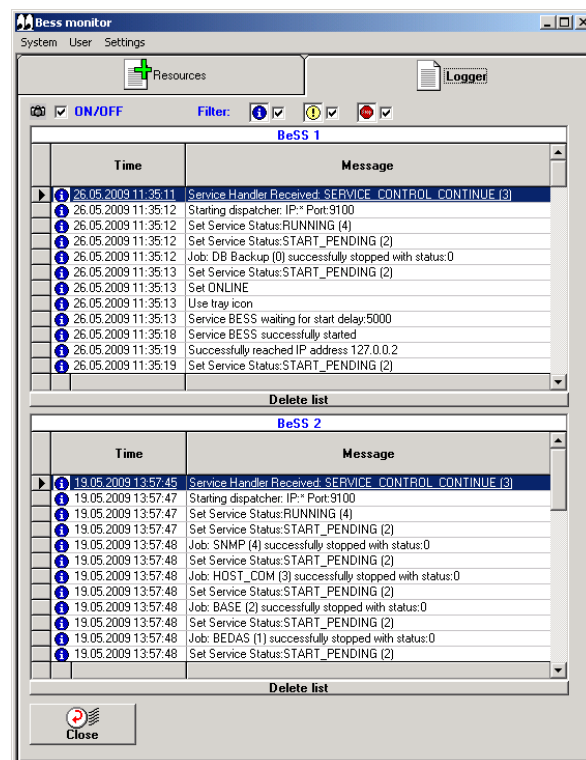 Bess monitor
System User Settings
Resources Logger
ON/OFF Filter:
BeSS 1
Time Message
26.05.2009 11:35:11 Service Handler Received: SERVICE_CONTROL_CONTINUE (3)
26.05.2009 11:35:12 Starting dispatcher: IP:* Port:9100
26.05.2009 11:35:12 Set Service Status:RUNNING (4)
26.05.2009 11:35:12 Set Service Status:START_PENDING (2)
26.05.2009 11:35:12 Job: DB Backup (0) successfully stopped with status:0
26.05.2009 11:35:13 Set Service Status:START_PENDING (2)
26.05.2009 11:35:13 Set ONLINE
26.05.2009 11:35:13 Use tray icon
26.05.2009 11:35:13 Service BESS waiting for start delay:5000
26.05.2009 11:35:18 Service BESS successfully started
26.05.2009 11:35:19 Successfully reached IP address 127.0.0.2
26.05.2009 11:35:19 Set Service Status:START_PENDING (2)
Delete list
BeSS 2
Time Message
19.05.2009 13:57:45 Service Handler Received: SERVICE_CONTROL_CONTINUE (3)
19.05.2009 13:57:47 Starting dispatcher: IP:* Port:9100
19.05.2009 13:57:47 Set Service Status:RUNNING (4)
19.05.2009 13:57:47 Set Service Status:START_PENDING (2)
19.05.2009 13:57:48 Job: SNMP (4) successfully stopped with status:0
19.05.2009 13:57:48 Set Service Status:START_PENDING (2)
19.05.2009 13:57:48 Job: HOST_COM (3) successfully stopped with status:0
19.05.2009 13:57:48 Set Service Status:START_PENDING (2)
19.05.2009 13:57:48 Job: BASE (2) successfully stopped with status:0
19.05.2009 13:57:48 Set Service Status:START_PENDING (2)
19.05.2009 13:57:48 Job: BEDAS (1) successfully stopped with status:0
19.05.2009 13:57:48 Set Service Status:START_PENDING (2)
Delete list
Close